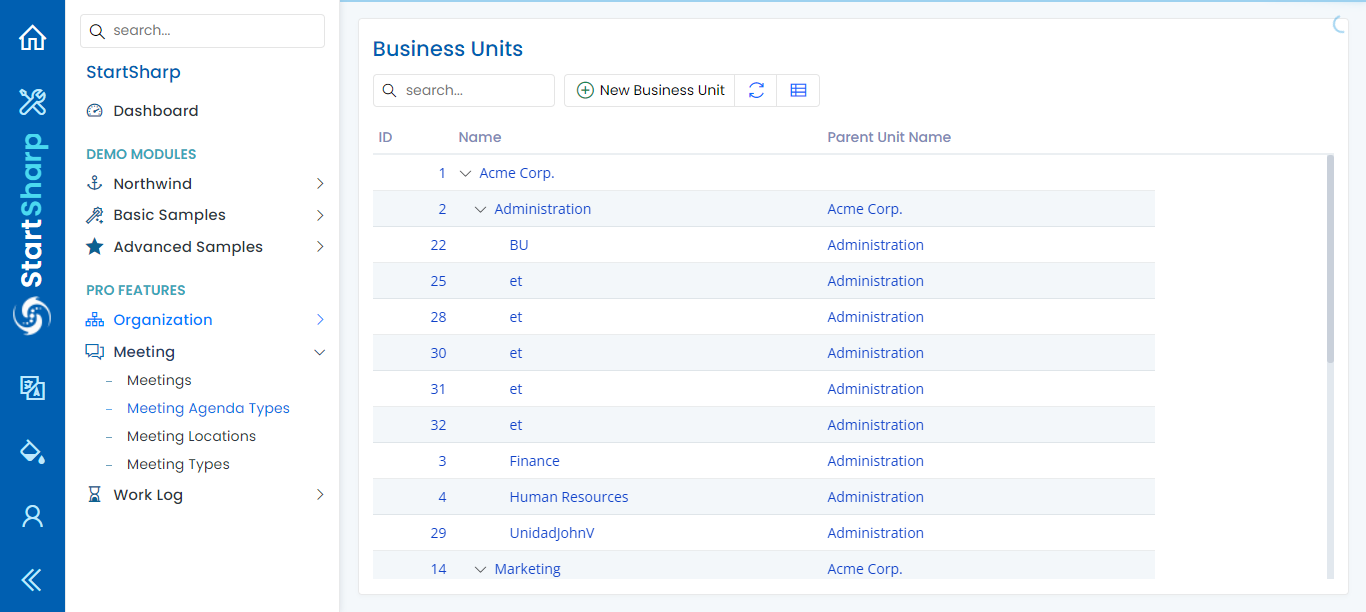 StartSharp
search...
StartSharp
Dashboard
DEMO MODULES
Northwind
Basic Samples
Advanced Samples
PRO FEATURES
Organization
Meeting
– Meetings
– Meeting Agenda Types
– Meeting Locations
– Meeting Types
Work Log
Business Units
search...
New Business Unit
ID Name Parent Unit Name
1 Acme Corp.
2 Administration Acme Corp.
22 BU Administration
25 et Administration
28 et Administration
30 et Administration
31 et Administration
32 et Administration
3 Finance Administration
4 Human Resources Administration
29 UnidadJohnV Administration
14 Marketing Acme Corp.